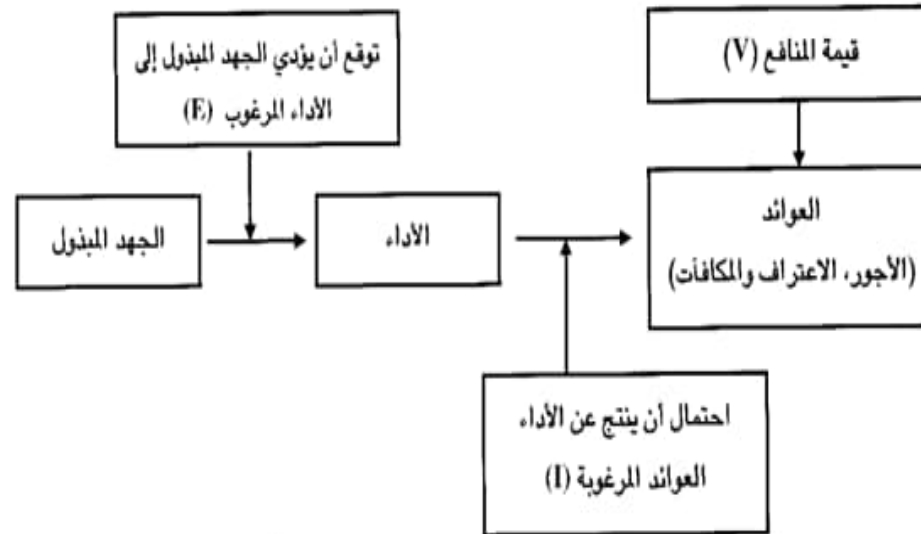 توقع أن يؤدي الجهد المبذول إلى
الأداء المرغوب (E)
قيمة المنافع (V)
الجهد المبذول
الأداء
العوائد
(الأجور، الاعتراف والمكافآت)
احتمال أن ينتج عن الأداء
العوائد المرغوبة (I)